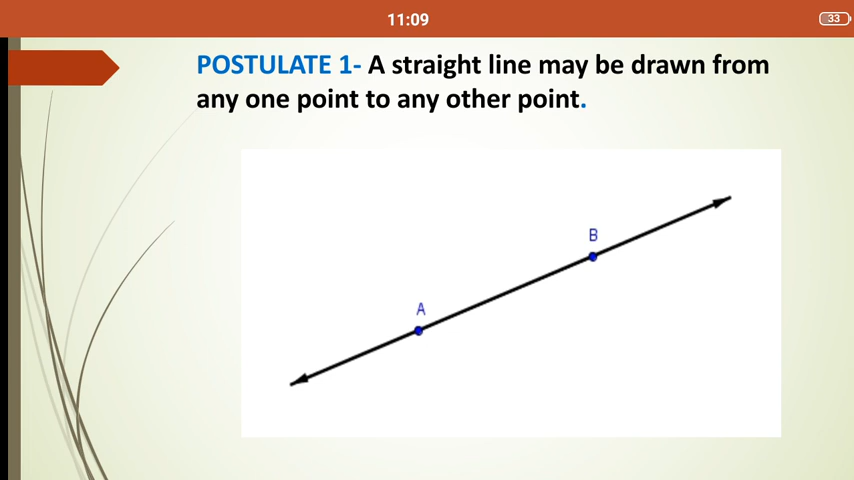 11:09
33
POSTULATE 1- A straight line may be drawn from
any one point to any other point.
B
A